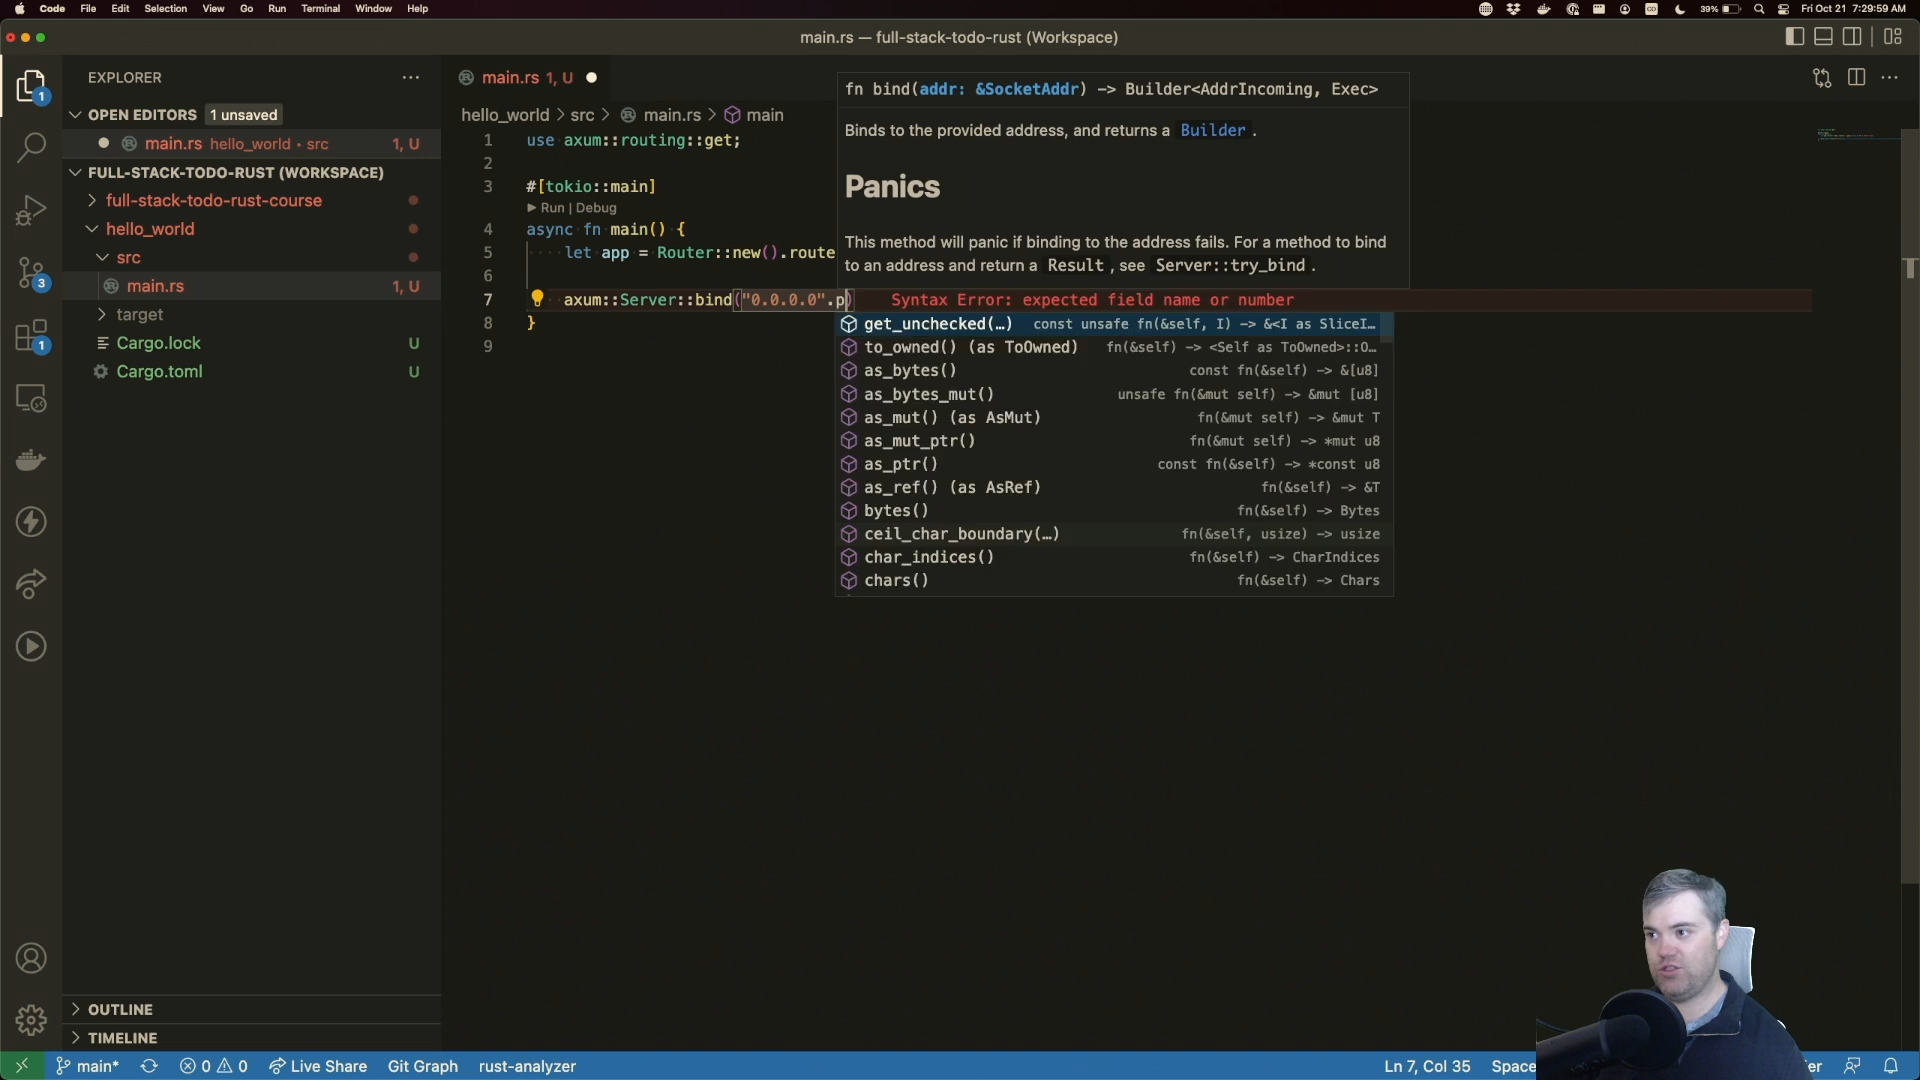 Code File Edit Selection View Go Run Terminal Window Help
39% Fri Oct 21 7:29:59 AM
main.rs — full-stack-todo-rust (Workspace)
EXPLORER
OPEN EDITORS 1 unsaved
main.rs hello_world • src 1, U
FULL-STACK-TODO-RUST (WORKSPACE)
full-stack-todo-rust-course
hello_world
src
main.rs 1, U
target
Cargo.lock U
Cargo.toml U
OUTLINE
TIMELINE
1
3
1
main.rs 1, U
hello_world > src > main.rs > main
1 use axum::routing::get;
2
3 #[tokio::main]
Run | Debug
4 async fn main() {
5 let app = Router::new().route
6
7 axum::Server::bind("0.0.0.0".p) Syntax Error: expected field name or number
8 }
9
fn bind(addr: &SocketAddr) -> Builder<AddrIncoming, Exec>
Binds to the provided address, and returns a Builder.
Panics
This method will panic if binding to the address fails. For a method to bind
to an address and return a Result, see Server::try_bind.
get_unchecked(…) const unsafe fn(&self, I) -> &<I as SliceI…
to_owned() (as ToOwned) fn(&self) -> <Self as ToOwned>::O…
as_bytes() const fn(&self) -> &[u8]
as_bytes_mut() unsafe fn(&mut self) -> &mut [u8]
as_mut() (as AsMut) fn(&mut self) -> &mut T
as_mut_ptr() fn(&mut self) -> *mut u8
as_ptr() const fn(&self) -> *const u8
as_ref() (as AsRef) fn(&self) -> &T
bytes() fn(&self) -> Bytes
ceil_char_boundary(…) fn(&self, usize) -> usize
char_indices() fn(&self) -> CharIndices
chars() fn(&self) -> Chars
main* 0 0 Live Share Git Graph rust-analyzer
Ln 7, Col 35 Space